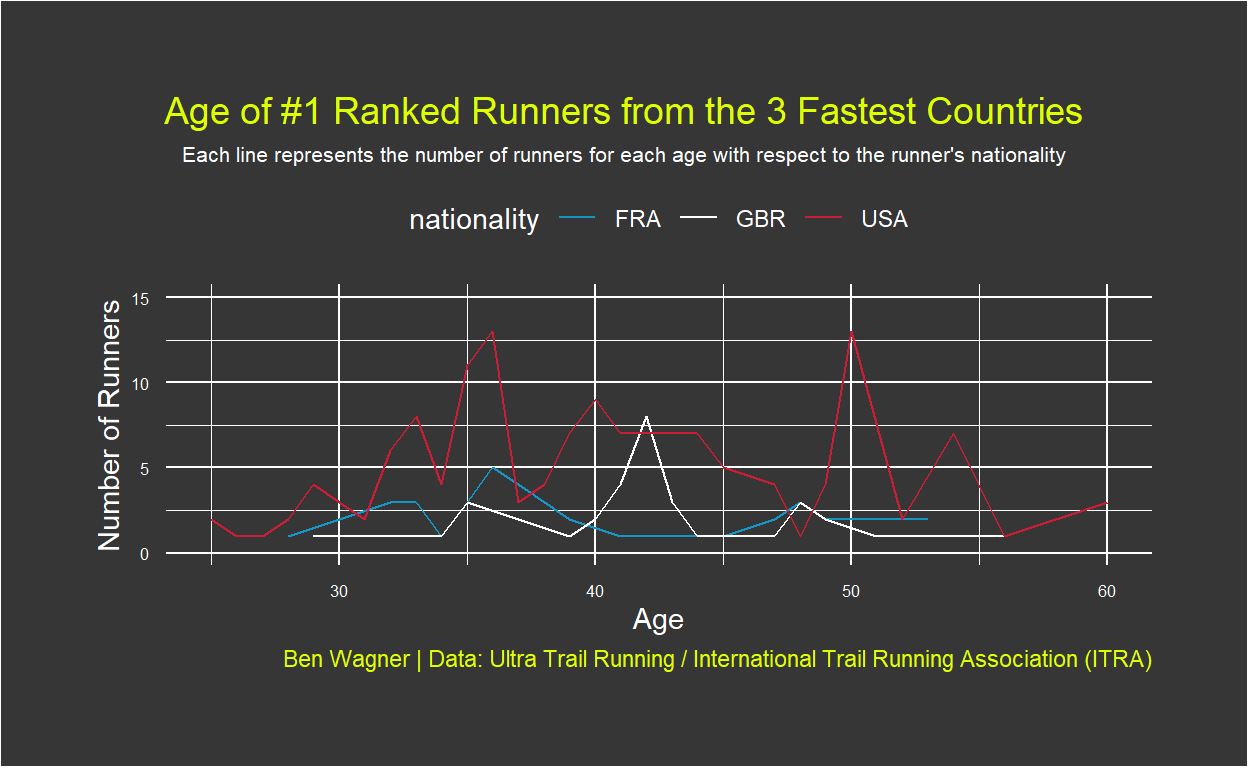 Age of #1 Ranked Runners from the 3 Fastest Countries
Each line represents the number of runners for each age with respect to the runner's nationality
nationality FRA GBR USA
Number of Runners
15
10
5
0
30 40 50 60
Age
Ben Wagner | Data: Ultra Trail Running / International Trail Running Association (ITRA)